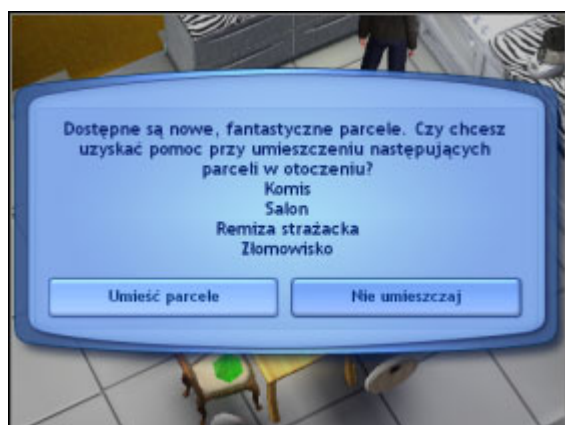 Dostępne są nowe, fantastyczne parcele. Czy chcesz
uzyskać pomoc przy umieszczeniu następujących
parceli w otoczeniu?
Komis
Salon
Remiza strażacka
Złomowisko
Umieść parcele
Nie umieszczaj